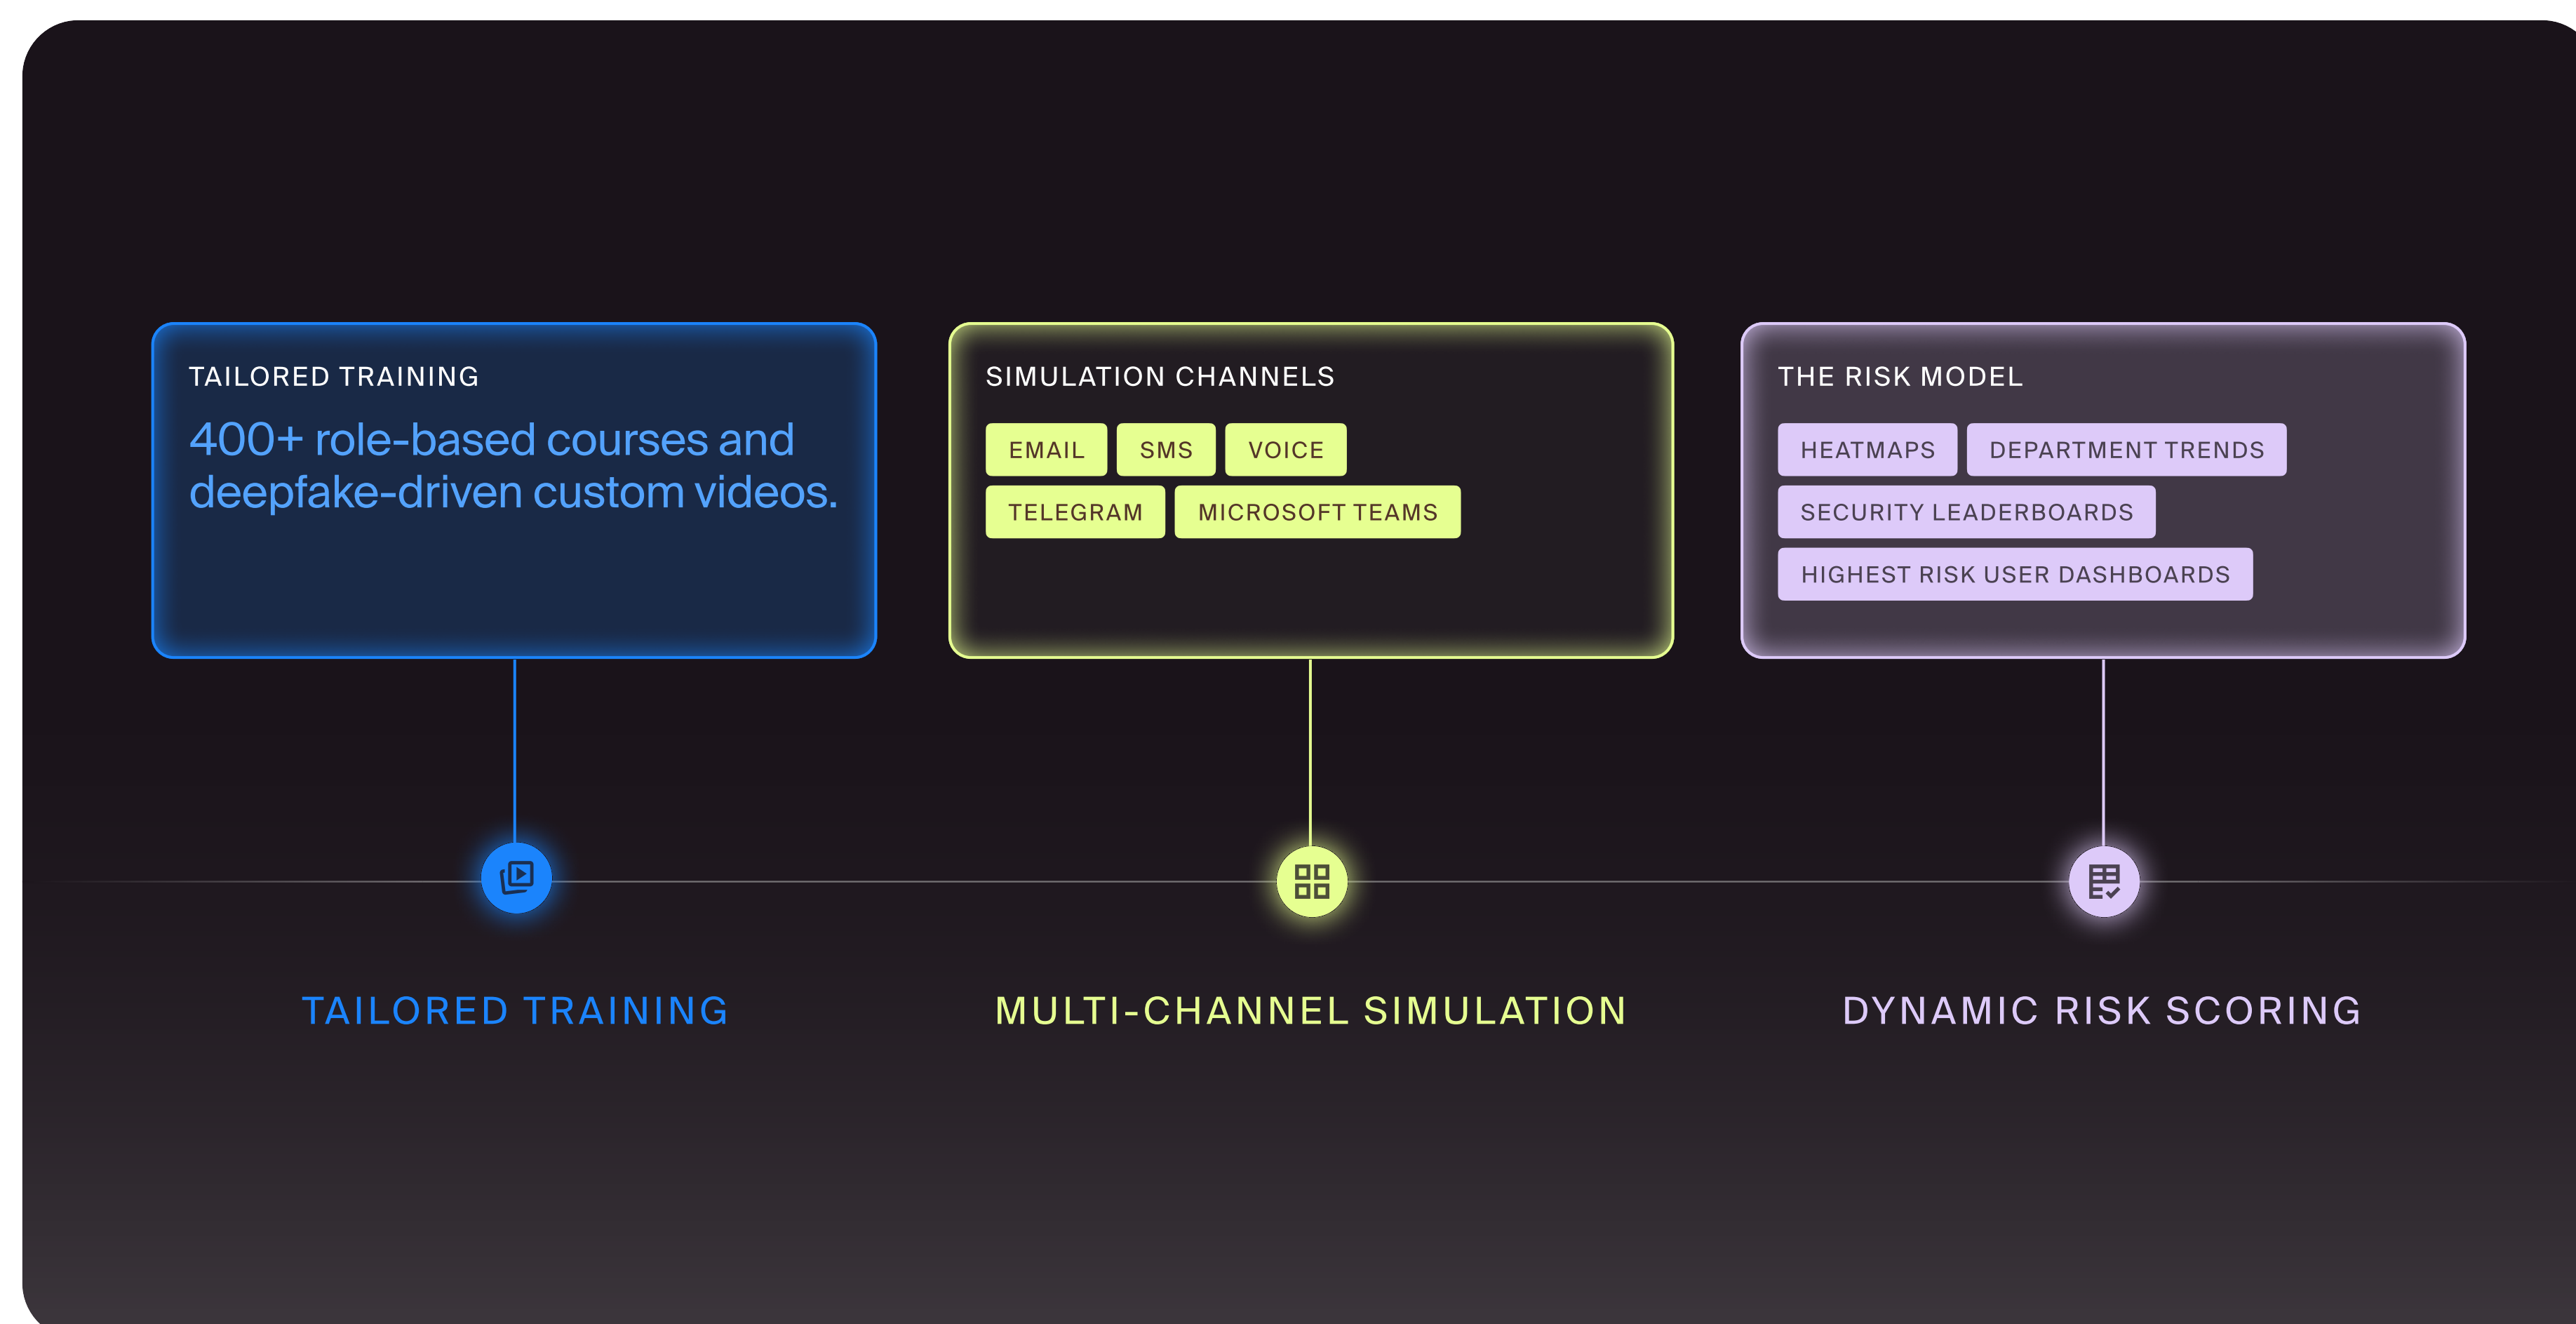 TAILORED TRAINING
400+ role-based courses and
deepfake-driven custom videos.
SIMULATION CHANNELS
EMAIL SMS VOICE
TELEGRAM MICROSOFT TEAMS
THE RISK MODEL
HEATMAPS DEPARTMENT TRENDS
SECURITY LEADERBOARDS
HIGHEST RISK USER DASHBOARDS
TAILORED TRAINING
MULTI-CHANNEL SIMULATION
DYNAMIC RISK SCORING